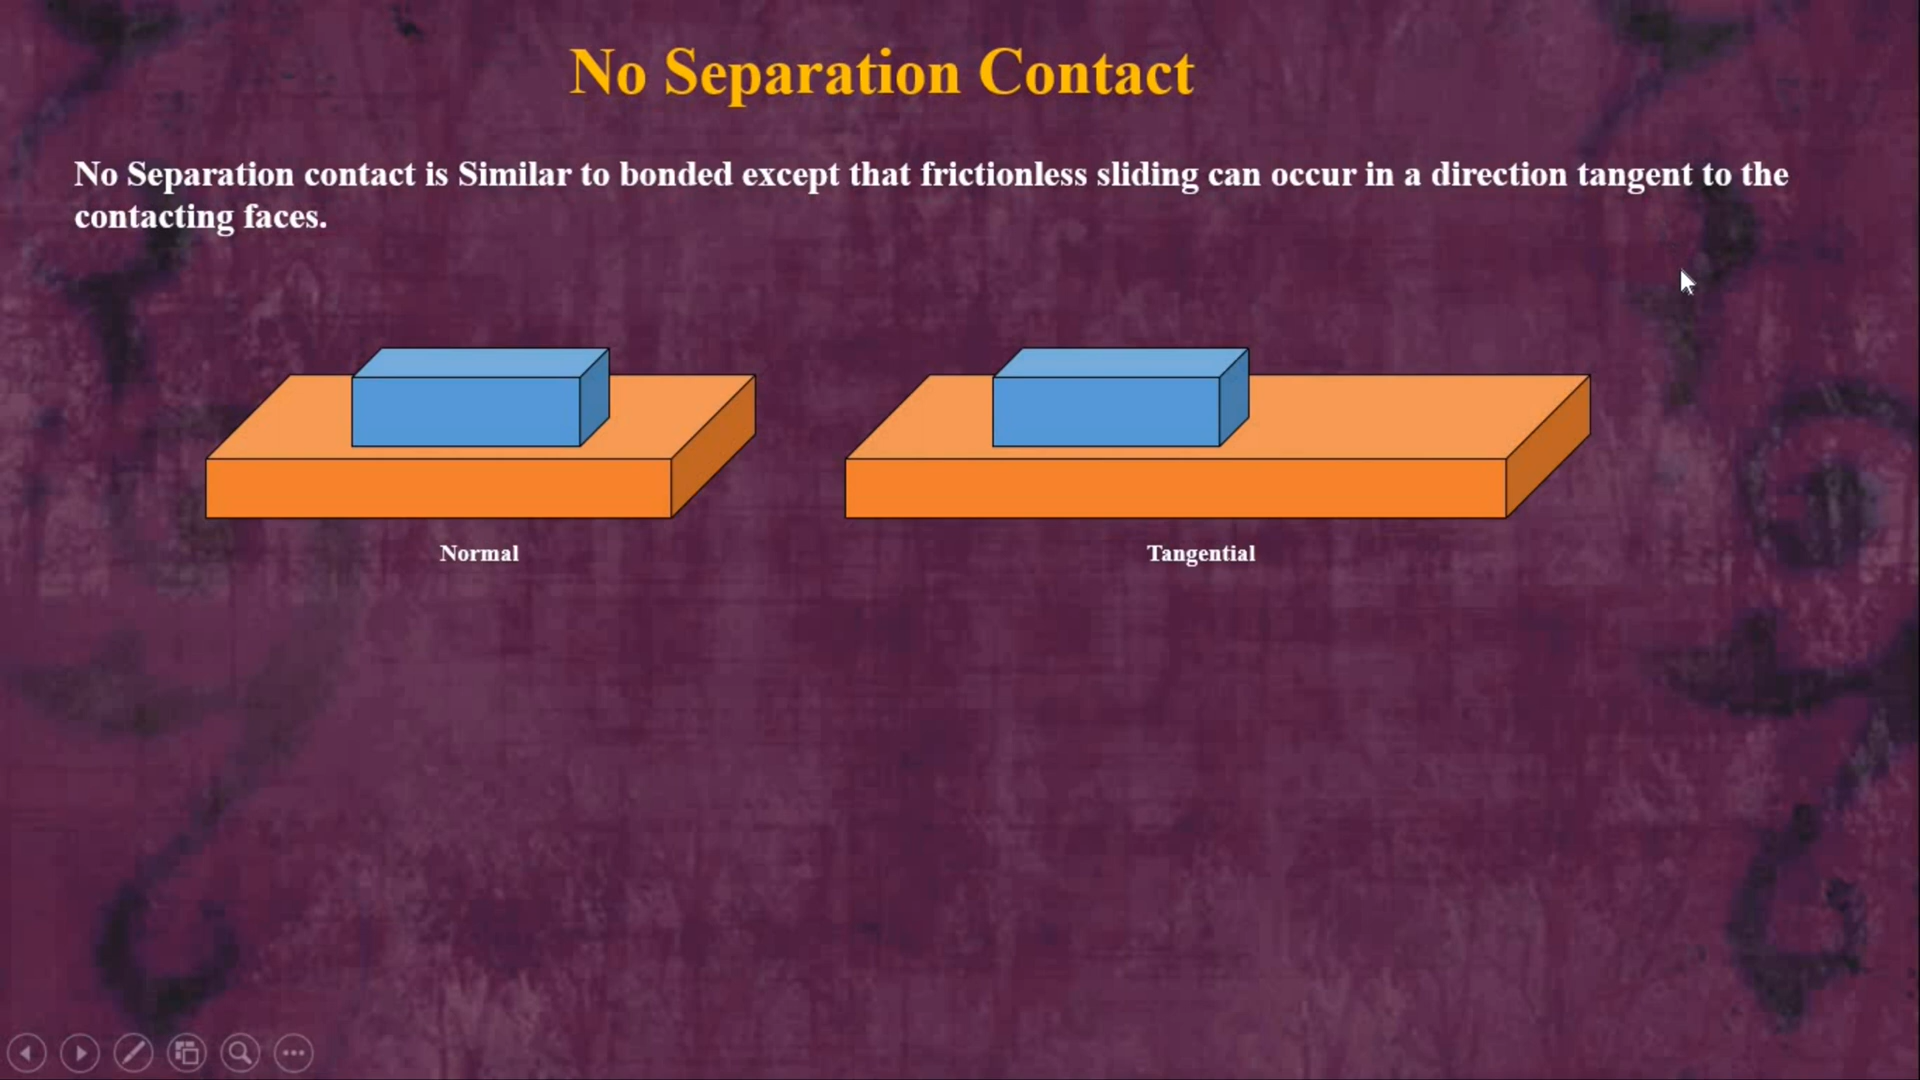 No Separation Contact
No Separation contact is Similar to bonded except that frictionless sliding can occur in a direction tangent to the
contacting faces.
Normal
Tangential